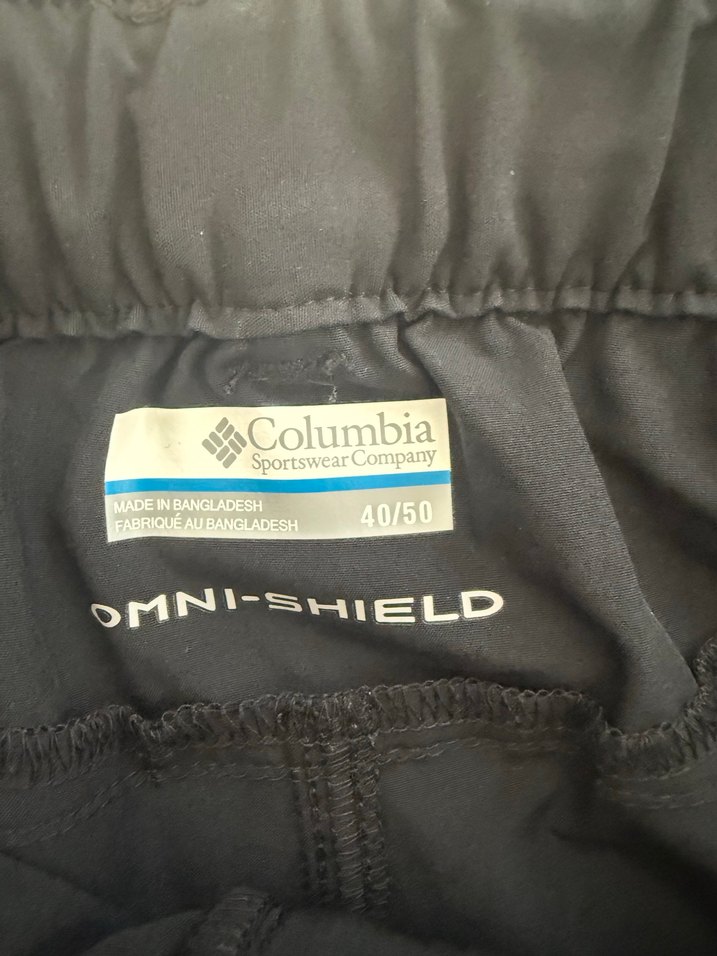 Columbia
Sportswear Company
MADE IN BANGLADESH
FABRIQUÉ AU BANGLADESH
40/50
OMNI-SHIELD